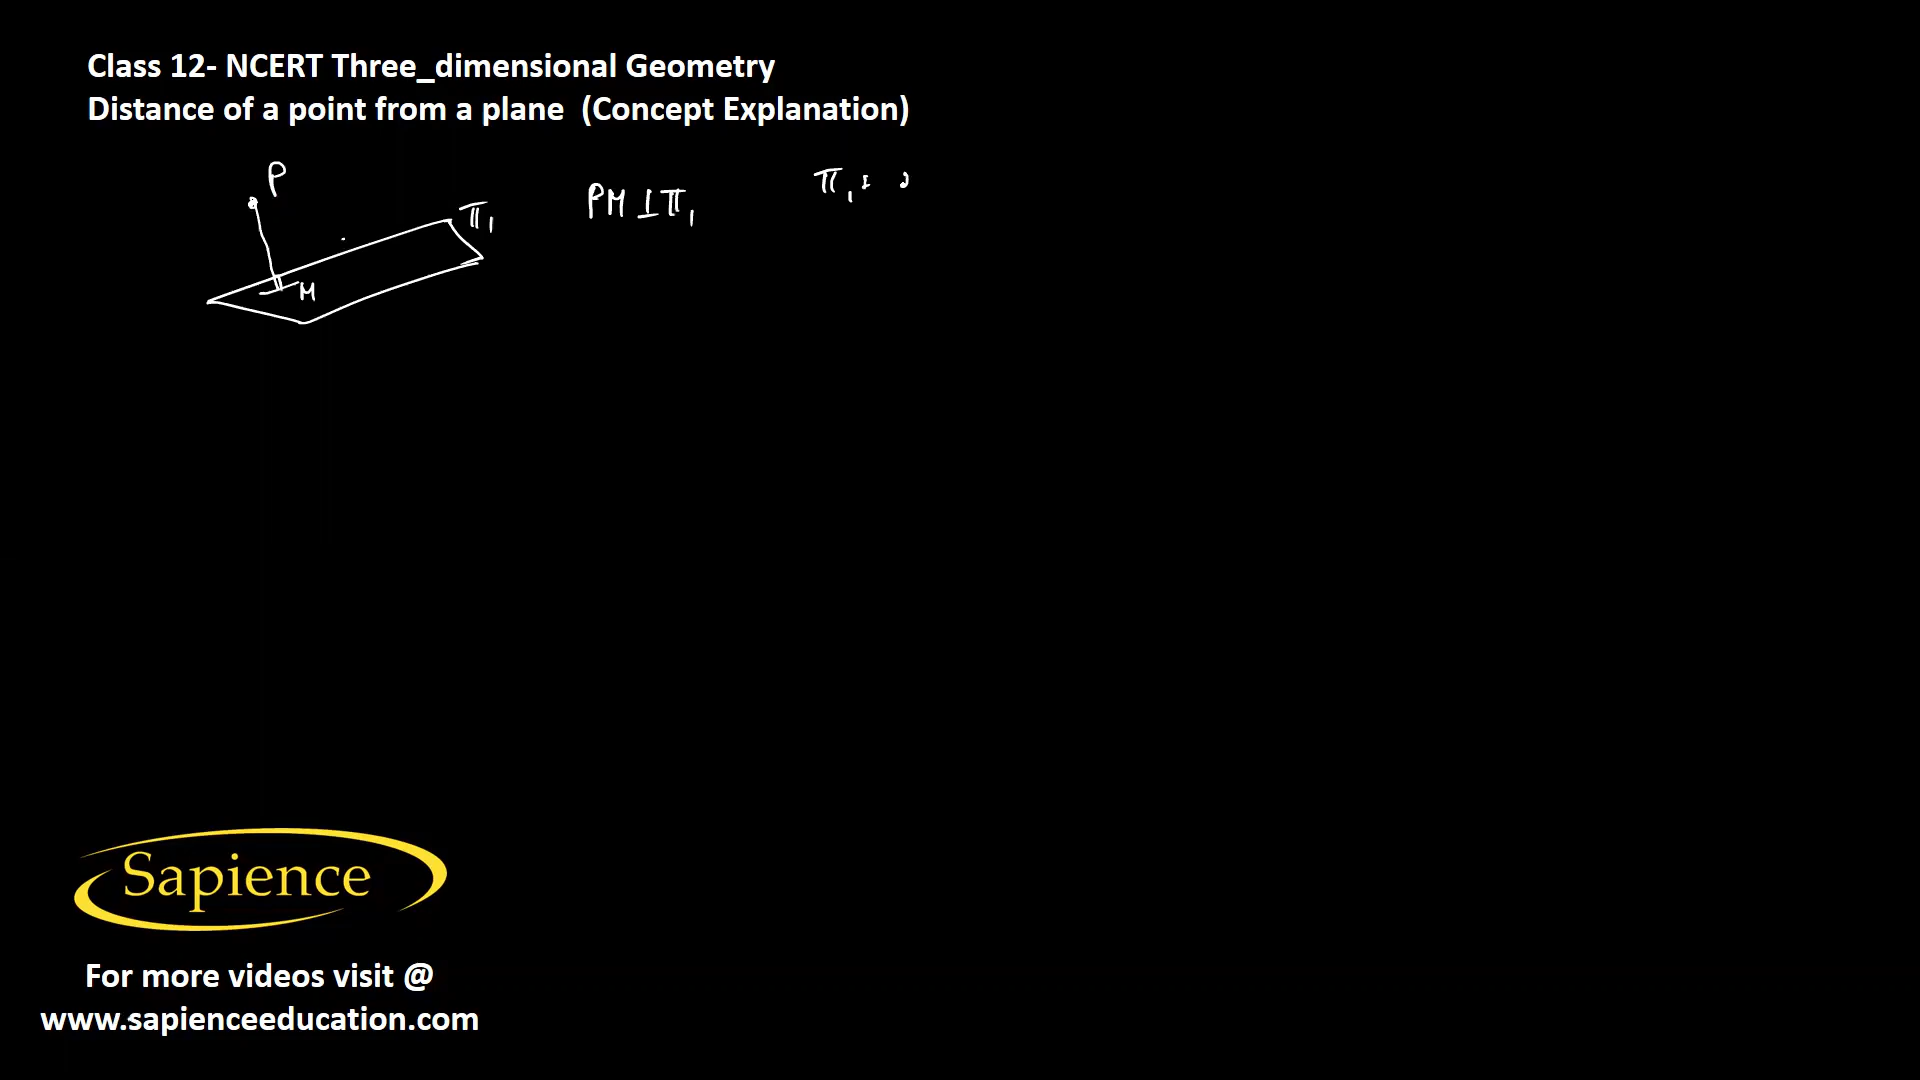 Class 12- NCERT Three_dimensional Geometry
Distance of a point from a plane (Concept Explanation)
P
π₁
PM ⊥ π₁
π₁ :
M
Sapience
For more videos visit @
www.sapienceeducation.com